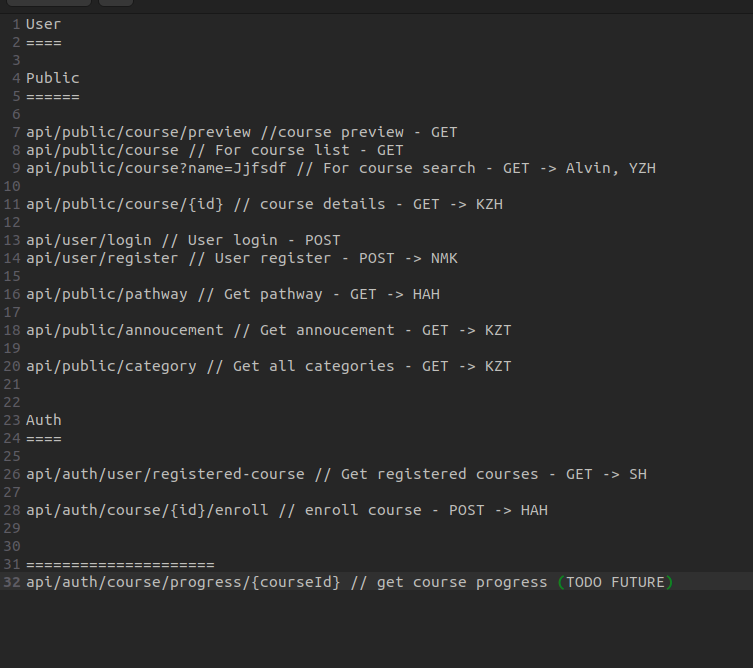 1 User
2 ====
3
4 Public
5 ======
6
7 api/public/course/preview //course preview - GET
8 api/public/course // For course list - GET
9 api/public/course?name=Jjfsdf // For course search - GET -> Alvin, YZH
10
11 api/public/course/{id} // course details - GET -> KZH
12
13 api/user/login // User login - POST
14 api/user/register // User register - POST -> NMK
15
16 api/public/pathway // Get pathway - GET -> HAH
17
18 api/public/annoucement // Get annoucement - GET -> KZT
19
20 api/public/category // Get all categories - GET -> KZT
21
22
23 Auth
24 ====
25
26 api/auth/user/registered-course // Get registered courses - GET -> SH
27
28 api/auth/course/{id}/enroll // enroll course - POST -> HAH
29
30
31 =====================
32 api/auth/course/progress/{courseId} // get course progress (TODO FUTURE)